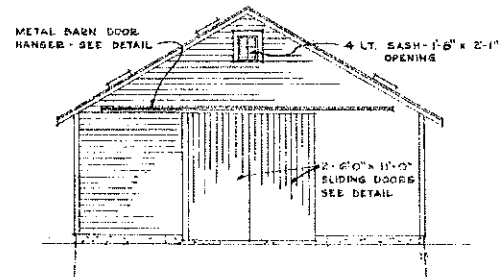 METAL BARN DOOR
HANGER - SEE DETAIL
4 LT. SASH - 1'-8" x 2'-1"
OPENING
2 - 6'-0" x 11'-0"
SLIDING DOORS
SEE DETAIL